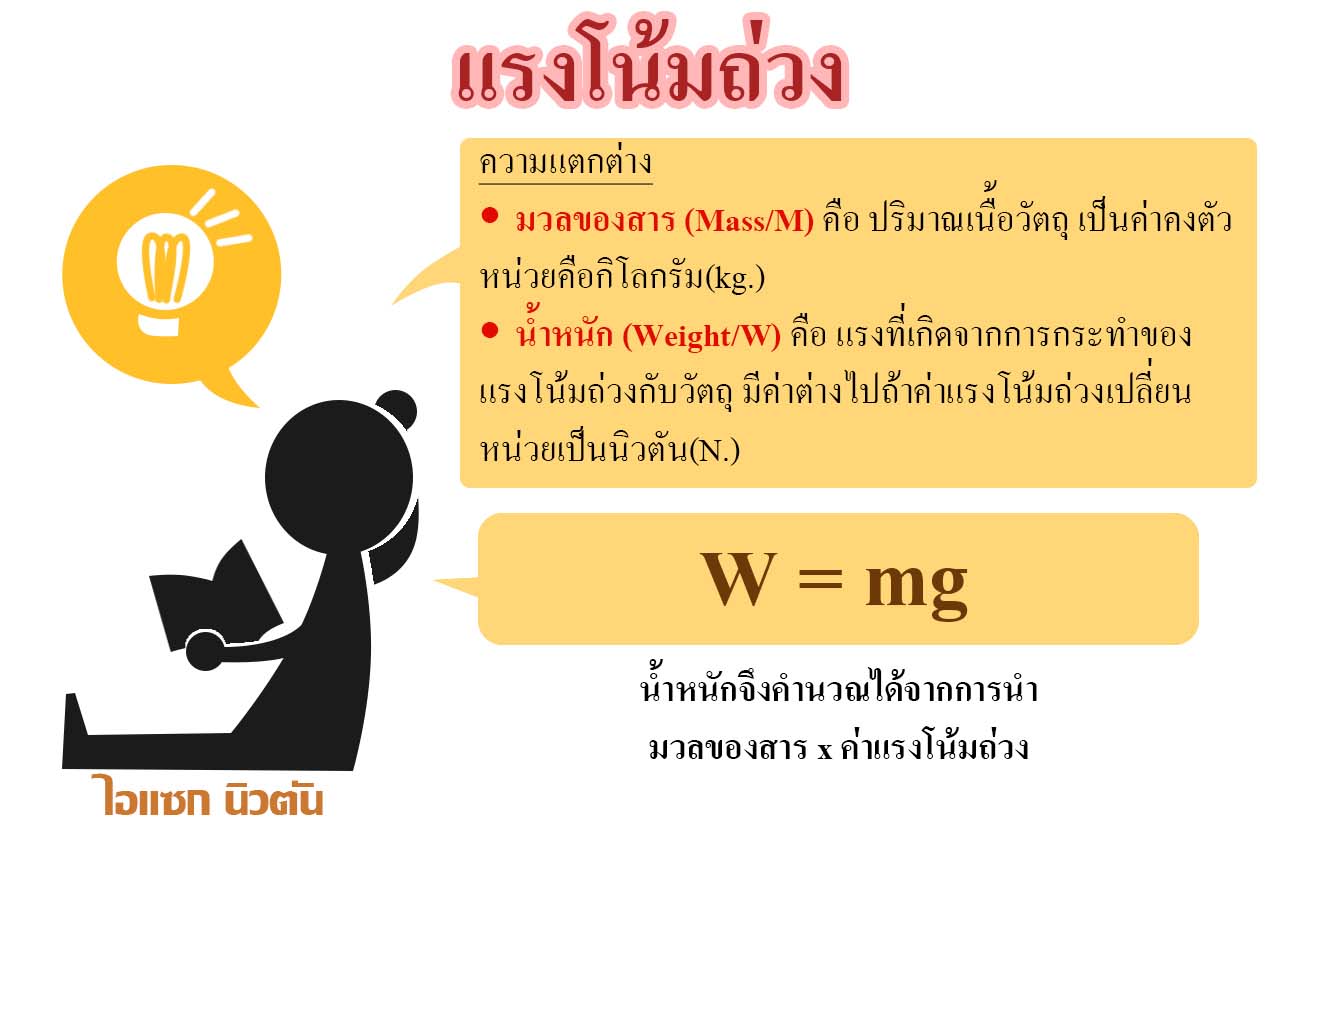 แรงโน้มถ่วง
ความแตกต่าง
• มวลของสาร (Mass/M) คือ ปริมาณเนื้อวัตถุ เป็นค่าคงตัว
หน่วยคือกิโลกรัม(kg.)
• น้ำหนัก (Weight/W) คือ แรงที่เกิดจากการกระทำของ
แรงโน้มถ่วงกับวัตถุ มีค่าต่างไปถ้าค่าแรงโน้มถ่วงเปลี่ยน
หน่วยเป็นนิวตัน(N.)
W = mg
น้ำหนักจึงคำนวณได้จากการนำ
มวลของสาร x ค่าแรงโน้มถ่วง
ไอแซก นิวตัน